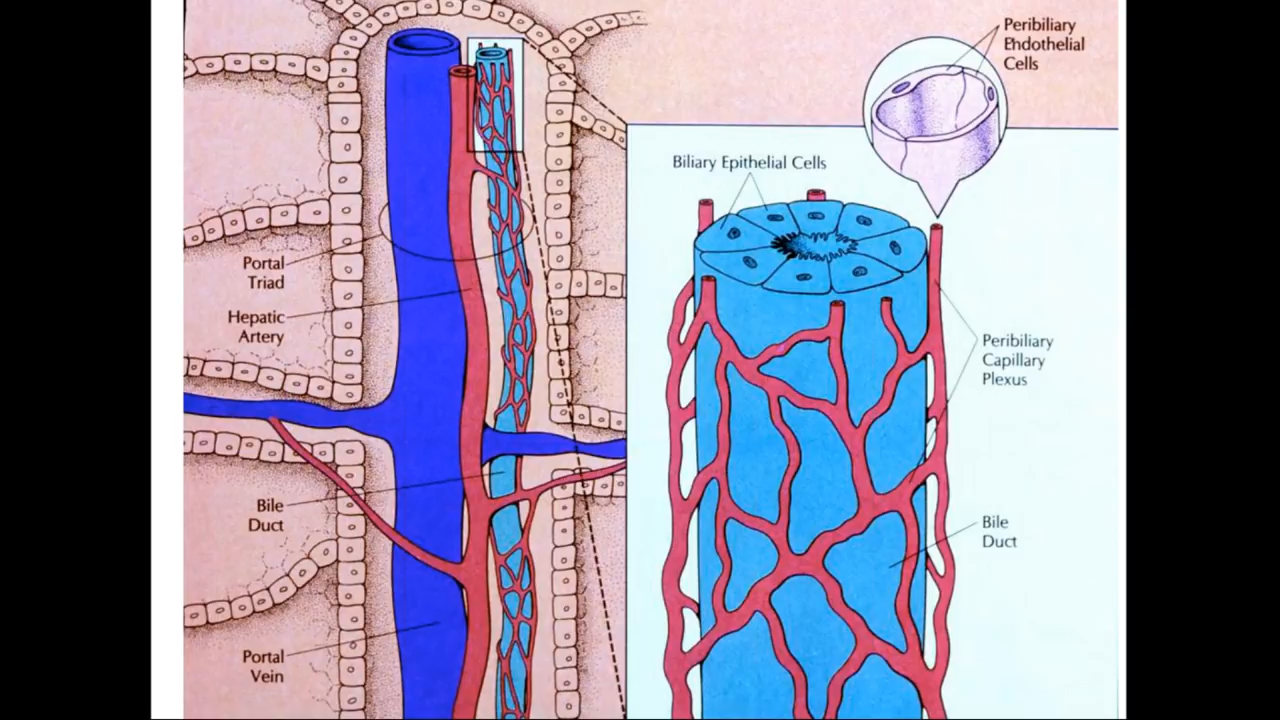 Peribiliary
Endothelial
Cells
Biliary Epithelial Cells
Portal
Triad
Hepatic
Artery
Peribiliary
Capillary
Plexus
Bile
Duct
Bile
Duct
Portal
Vein